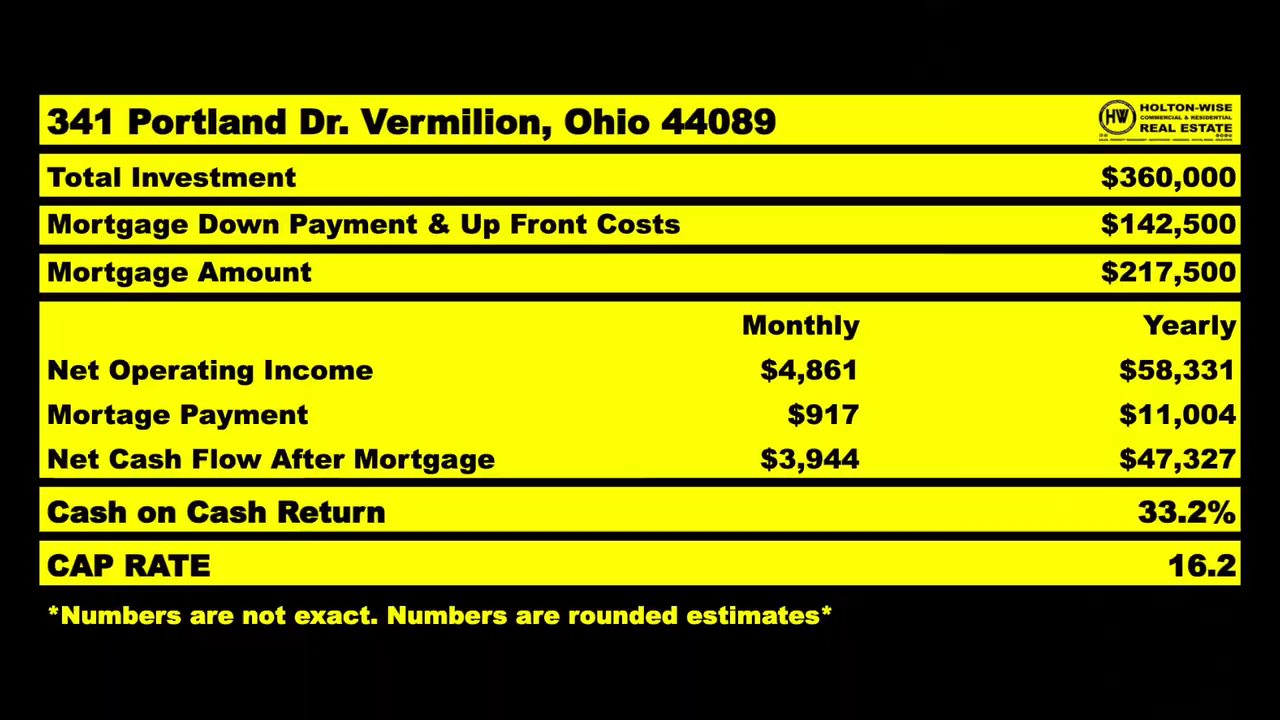 341 Portland Dr. Vermilion, Ohio 44089
HW
HOLTON-WISE
COMMERCIAL & RESIDENTIAL
REAL ESTATE
Total Investment $360,000
Mortgage Down Payment & Up Front Costs $142,500
Mortgage Amount $217,500
Monthly Yearly
Net Operating Income $4,861 $58,331
Mortage Payment $917 $11,004
Net Cash Flow After Mortgage $3,944 $47,327
Cash on Cash Return 33.2%
CAP RATE 16.2
*Numbers are not exact. Numbers are rounded estimates*